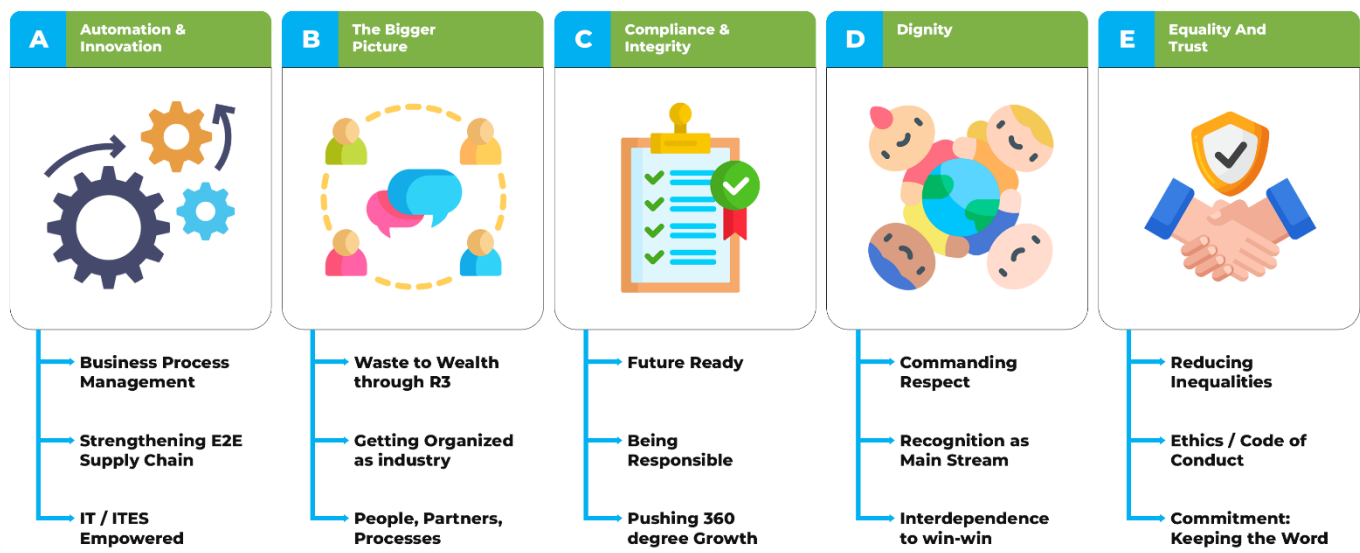 A
Automation &
Innovation
Business Process
Management
Strengthening E2E
Supply Chain
IT / ITES
Empowered
B
The Bigger
Picture
Waste to Wealth
through R3
Getting Organized
as industry
People, Partners,
Processes
C
Compliance &
Integrity
Future Ready
Being
Responsible
Pushing 360
degree Growth
D
Dignity
Commanding
Respect
Recognition as
Main Stream
Interdependence
to win-win
E
Equality And
Trust
Reducing
Inequalities
Ethics / Code of
Conduct
Commitment:
Keeping the Word